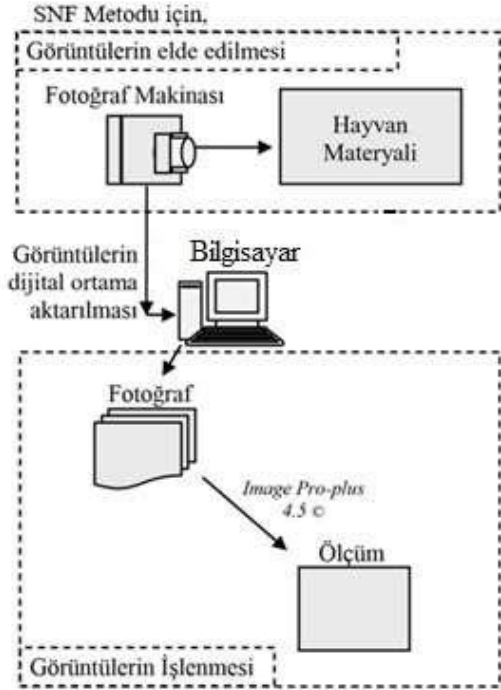 SNF Metodu için,
Görüntülerin elde edilmesi
Fotoğraf Makinası
Hayvan
Materyali
Görüntülerin
dijital ortama
aktarılması
Bilgisayar
Fotoğraf
Image Pro-plus
4.5 ©
Ölçüm
Görüntülerin İşlenmesi